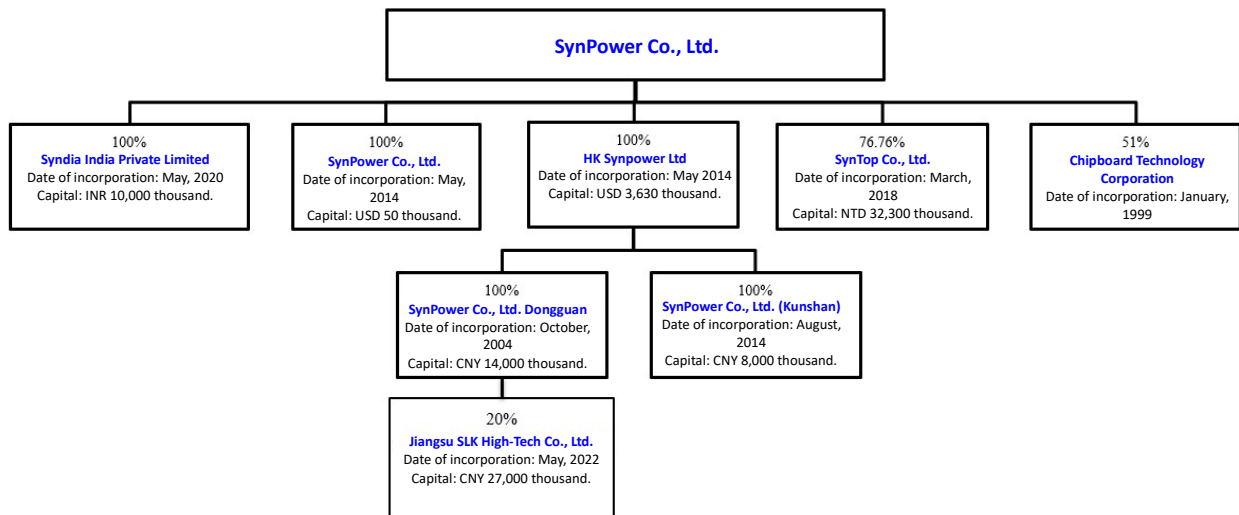 SynPower Co., Ltd.
100%
Syndia India Private Limited
Date of incorporation: May, 2020
Capital: INR 10,000 thousand.
100%
SynPower Co., Ltd.
Date of incorporation: May,
2014
Capital: USD 50 thousand.
100%
HK Synpower Ltd
Date of incorporation: May 2014
Capital: USD 3,630 thousand.
76.76%
SynTop Co., Ltd.
Date of incorporation: March,
2018
Capital: NTD 32,300 thousand.
51%
Chipboard Technology
Corporation
Date of incorporation: January,
1999
100%
SynPower Co., Ltd. Dongguan
Date of incorporation: October,
2004
Capital: CNY 14,000 thousand.
100%
SynPower Co., Ltd. (Kunshan)
Date of incorporation: August,
2014
Capital: CNY 8,000 thousand.
20%
Jiangsu SLK High-Tech Co., Ltd.
Date of incorporation: May, 2022
Capital: CNY 27,000 thousand.